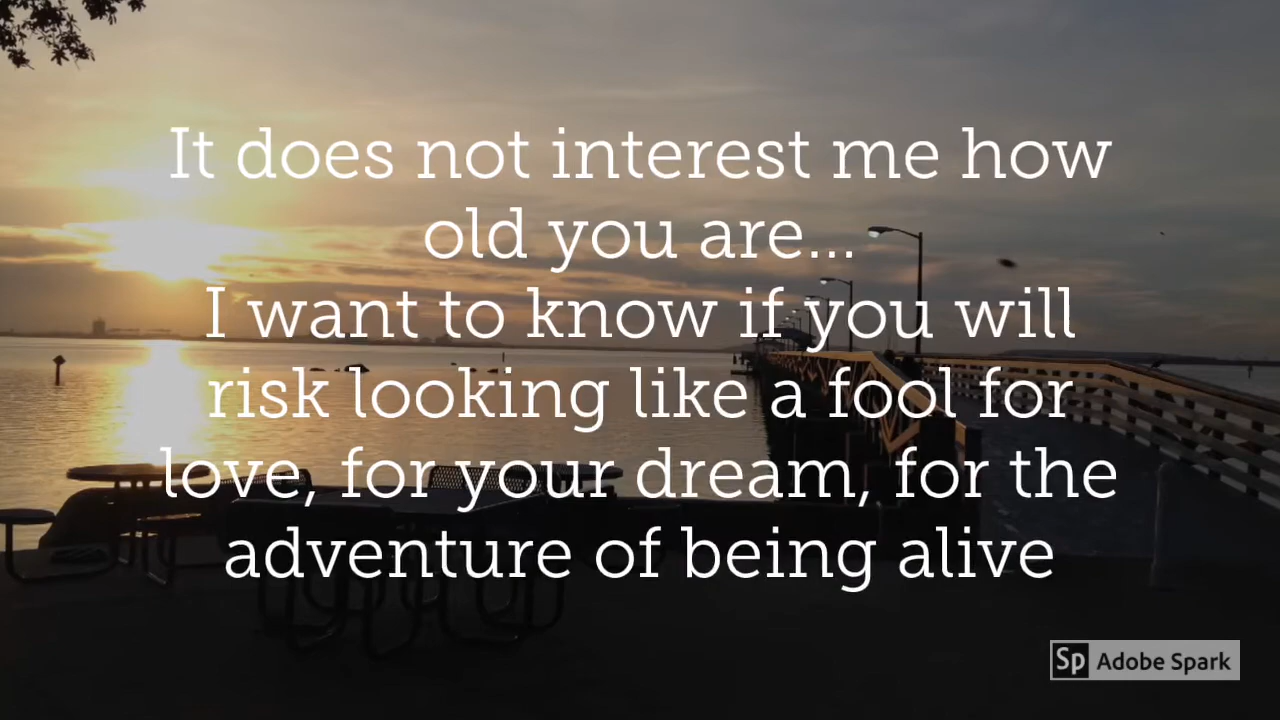 It does not interest me how
old you are...
I want to know if you will
risk looking like a fool for
love, for your dream, for the
adventure of being alive
Sp Adobe Spark